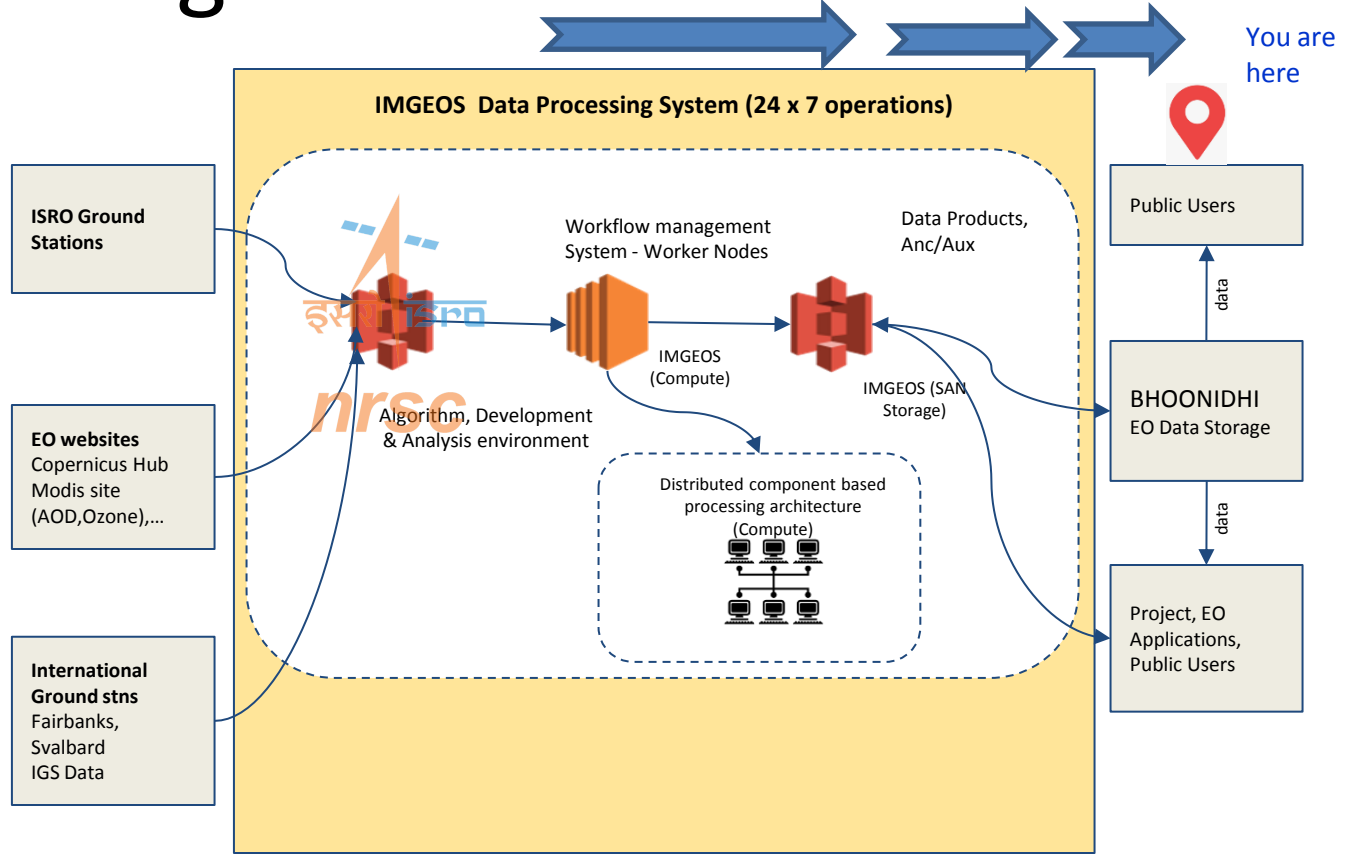 g
You are
here
IMGEOS Data Processing System (24 x 7 operations)
ISRO Ground
Stations
EO websites
Copernicus Hub
Modis site
(AOD,Ozone),…
International
Ground stns
Fairbanks,
Svalbard
IGS Data
इसरो isro
nrsc
Algorithm, Development
& Analysis environment
Workflow management
System - Worker Nodes
IMGEOS
(Compute)
Distributed component based
processing architecture
(Compute)
Data Products,
Anc/Aux
IMGEOS (SAN
Storage)
Public Users
data
BHOONIDHI
EO Data Storage
data
Project, EO
Applications,
Public Users